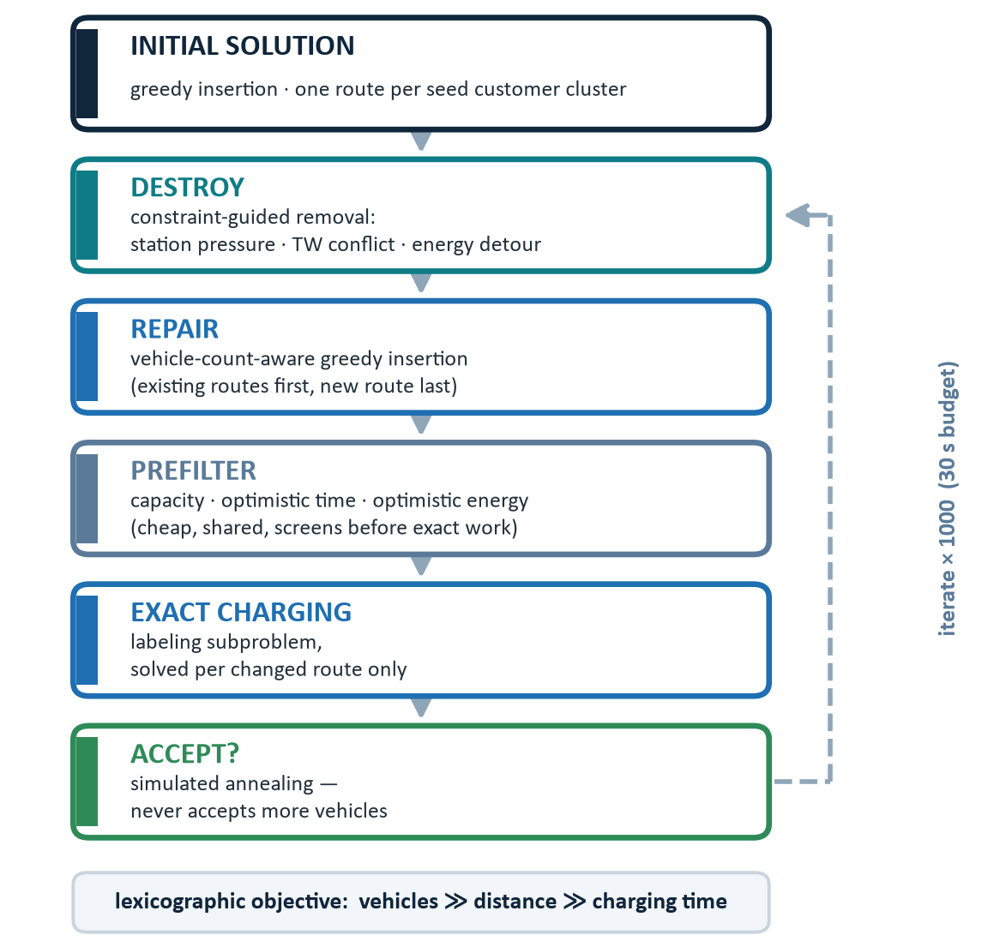 INITIAL SOLUTION
greedy insertion · one route per seed customer cluster
DESTROY
constraint-guided removal:
station pressure · TW conflict · energy detour
REPAIR
vehicle-count-aware greedy insertion
(existing routes first, new route last)
PREFILTER
capacity · optimistic time · optimistic energy
(cheap, shared, screens before exact work)
EXACT CHARGING
labeling subproblem,
solved per changed route only
ACCEPT?
simulated annealing —
never accepts more vehicles
iterate × 1000 (30 s budget)
lexicographic objective: vehicles ≫ distance ≫ charging time